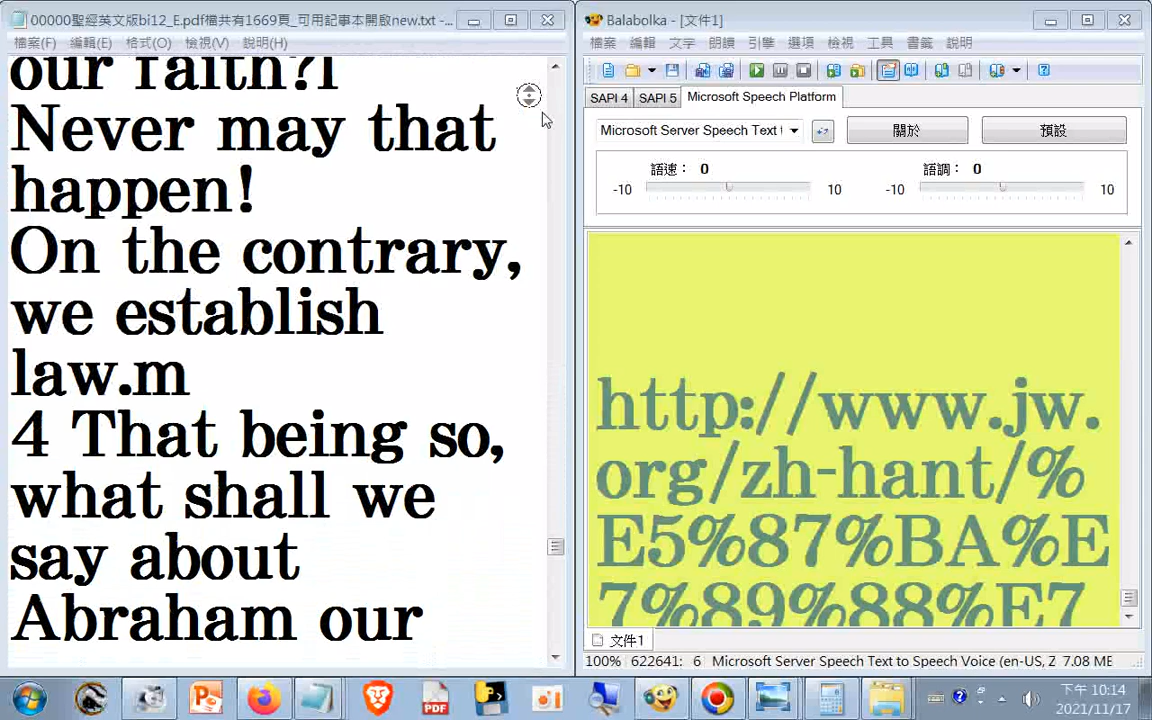 00000聖經英文版bi12_E.pdf檔共有1669頁_可用記事本開啟new.txt -...
檔案(F) 編輯(E) 格式(O) 檢視(V) 說明(H)
our faith?l
Never may that
happen!
On the contrary,
we establish
law.m
4 That being so,
what shall we
say about
Abraham our
Balabolka - [文件1]
檔案 編輯 文字 朗讀 引擎 選項 檢視 工具 書籤 說明
SAPI 4 SAPI 5 Microsoft Speech Platform
Microsoft Server Speech Text 關於 預設
語速： 0 語調： 0
-10 10 -10 10
http://www.jw.
org/zh-hant/%
E5%87%BA%E
7%89%88%E7
文件1
100% 622641: 6 Microsoft Server Speech Text to Speech Voice (en-US, Z 7.08 ME
PDF
下午 10:14
2021/11/17